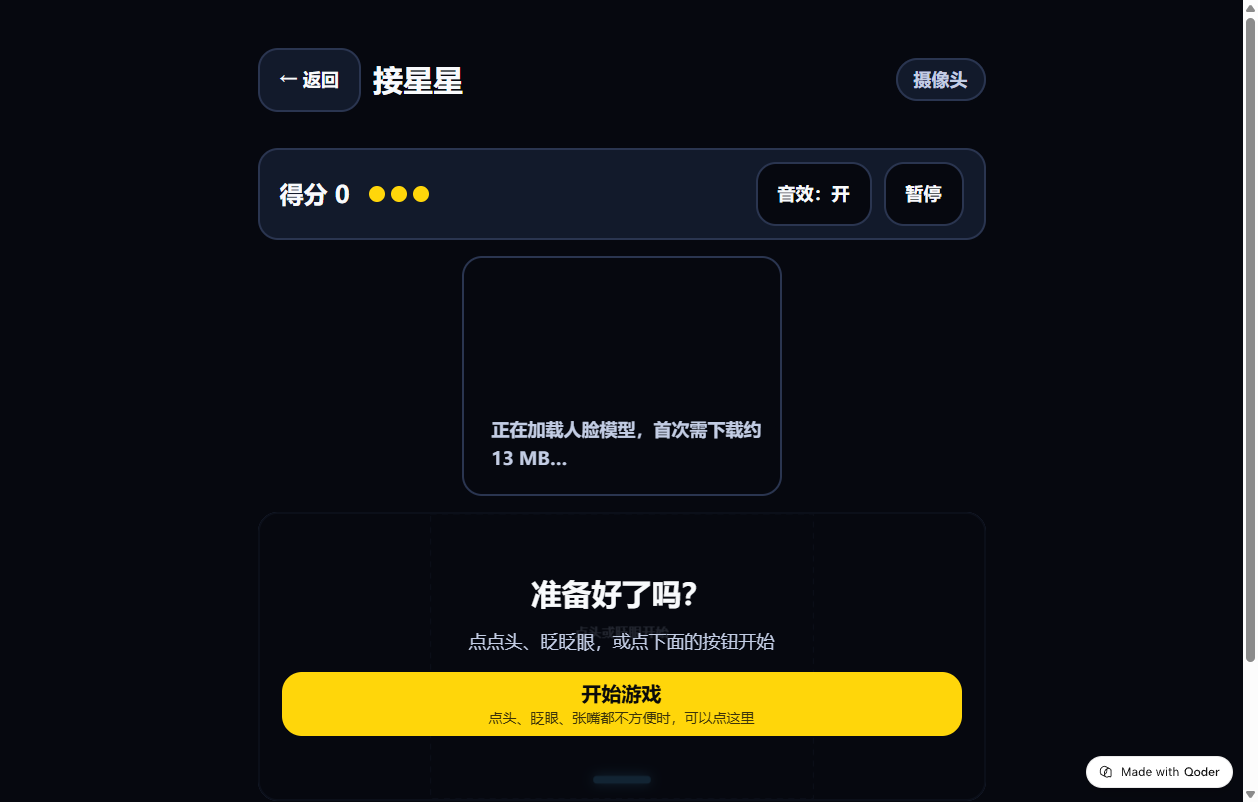 ← 返回
接星星
摄像头
得分 0
音效：开
暂停
正在加载人脸模型，首次需下载约
13 MB...
准备好了吗？
点点头、眨眨眼，或点下面的按钮开始
开始游戏
点头、眨眼、张嘴都不方便时，可以点这里
Made with Qoder